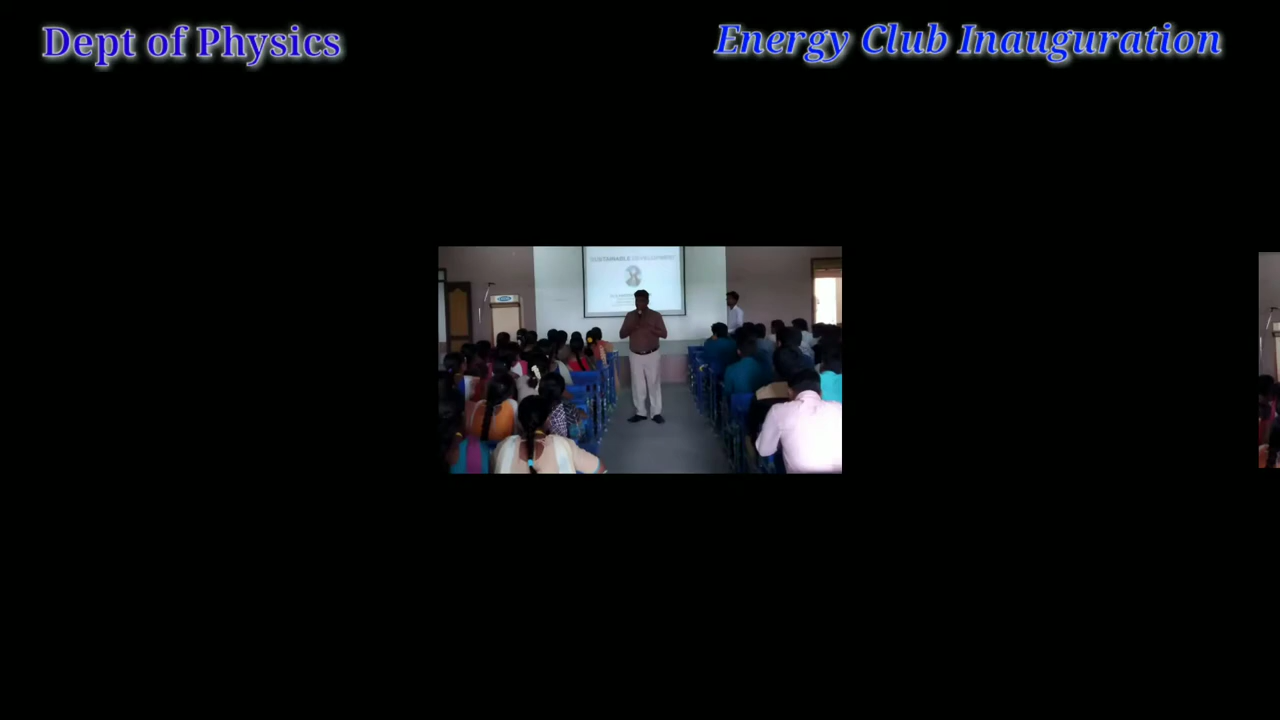 Dept of Physics
Energy Club Inauguration
SUSTAINABLE DEVELOPMENT